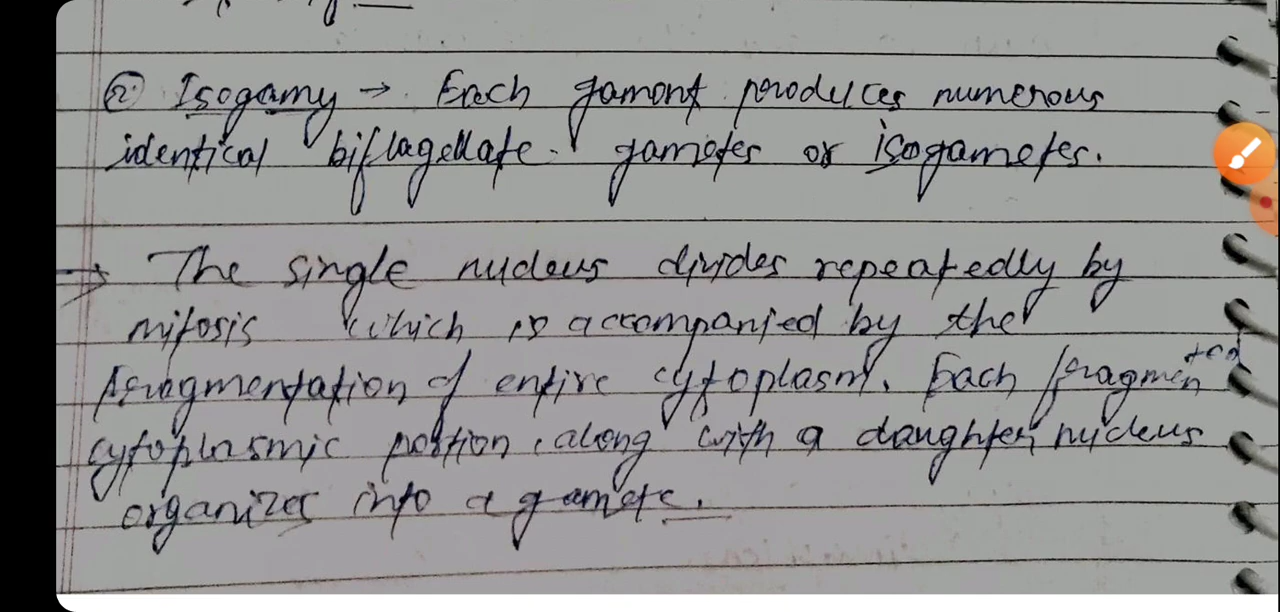 ② Isogamy → Each gamont produces numerous
identical biflagellate. gametes or isogametes.
⇒ The single nucleus divides repeatedly by
mitosis which is accompanied by the
fragmentation of entire cytoplasm. Each fragmented
cytoplasmic portion, along with a daughter nucleus
organizes into a gamete.